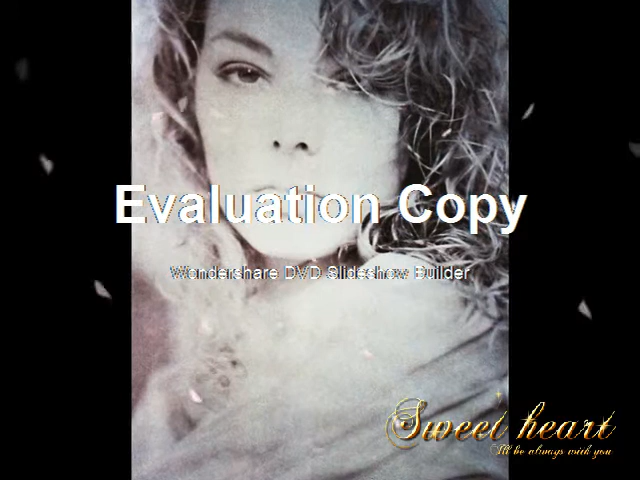 Evaluation Copy
Wondershare DVD Slideshow Builder
Sweet heart
I'll be always with you